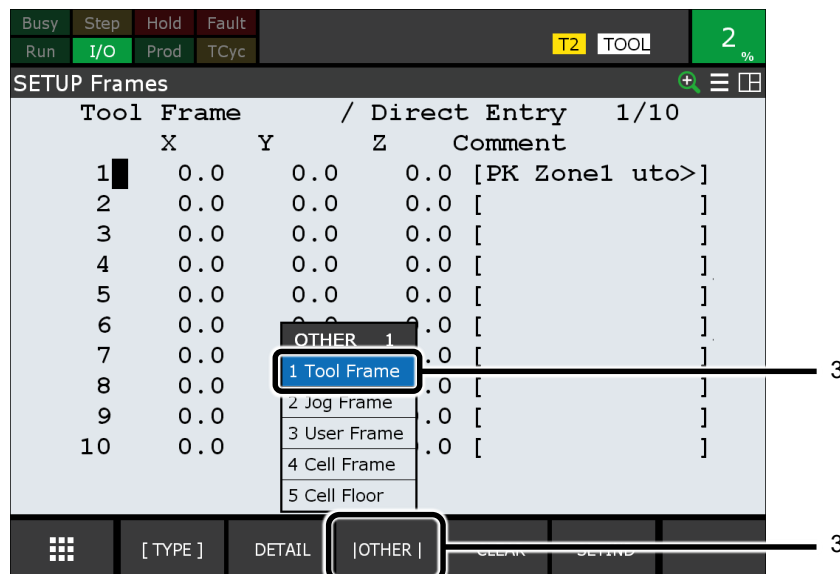 Busy Step Hold Fault
Run I/O Prod TCyc T2 TOOL 2 %
SETUP Frames
Tool Frame / Direct Entry 1/10
X Y Z Comment
1 0.0 0.0 0.0 [PK Zone1 uto>]
2 0.0 0.0 0.0 [ ]
3 0.0 0.0 0.0 [ ]
4 0.0 0.0 0.0 [ ]
5 0.0 0.0 0.0 [ ]
6 0.0 .0 [ ]
OTHER 1
7 0.0 .0 [ ]
1 Tool Frame 3
8 0.0 .0 [ ]
2 Jog Frame
9 0.0 .0 [ ]
3 User Frame
10 0.0 .0 [ ]
4 Cell Frame
5 Cell Floor
[ TYPE ] DETAIL |OTHER | 3